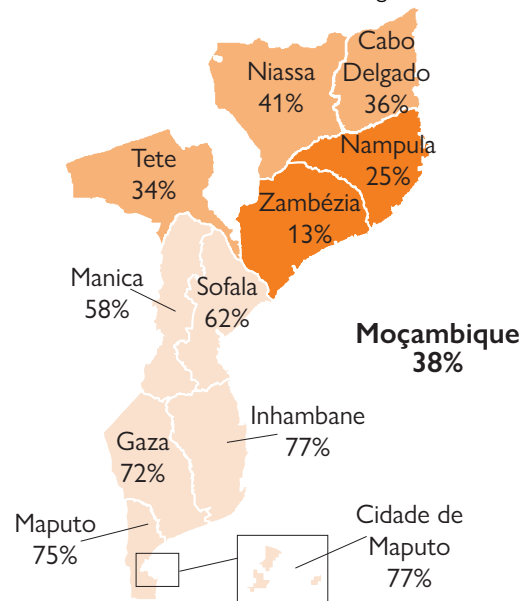 Cabo
Delgado
36%
Niassa
41%
Nampula
25%
Tete
34%
Zambézia
13%
Manica
58%
Sofala
62%
Moçambique
38%
Inhambane
77%
Gaza
72%
Maputo
75%
Cidade de
Maputo
77%